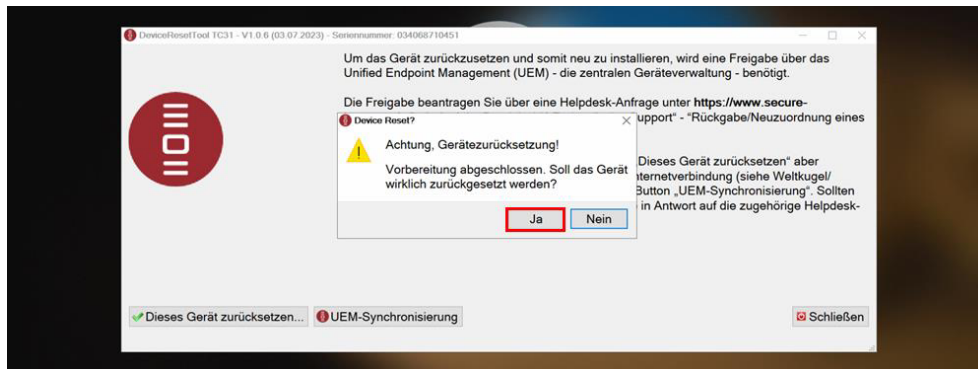 DeviceResetTool TC31 - V1.0.6 (03.07.2023) - Seriennummer: 034068710451
Um das Gerät zurückzusetzen und somit neu zu installieren, wird eine Freigabe über das
Unified Endpoint Management (UEM) - die zentralen Geräteverwaltung - benötigt.
Die Freigabe beantragen Sie über eine Helpdesk-Anfrage unter https://www.secure-
upport" - "Rückgabe/Neuzuordnung eines
Device Reset?
Achtung, Gerätezurücksetzung!
Vorbereitung abgeschlossen. Soll das Gerät
wirklich zurückgesetzt werden?
Ja Nein
Dieses Gerät zurücksetzen" aber
nternetverbindung (siehe Weltkugel/
Button „UEM-Synchronisierung". Sollten
in Antwort auf die zugehörige Helpdesk-
Dieses Gerät zurücksetzen... UEM-Synchronisierung Schließen